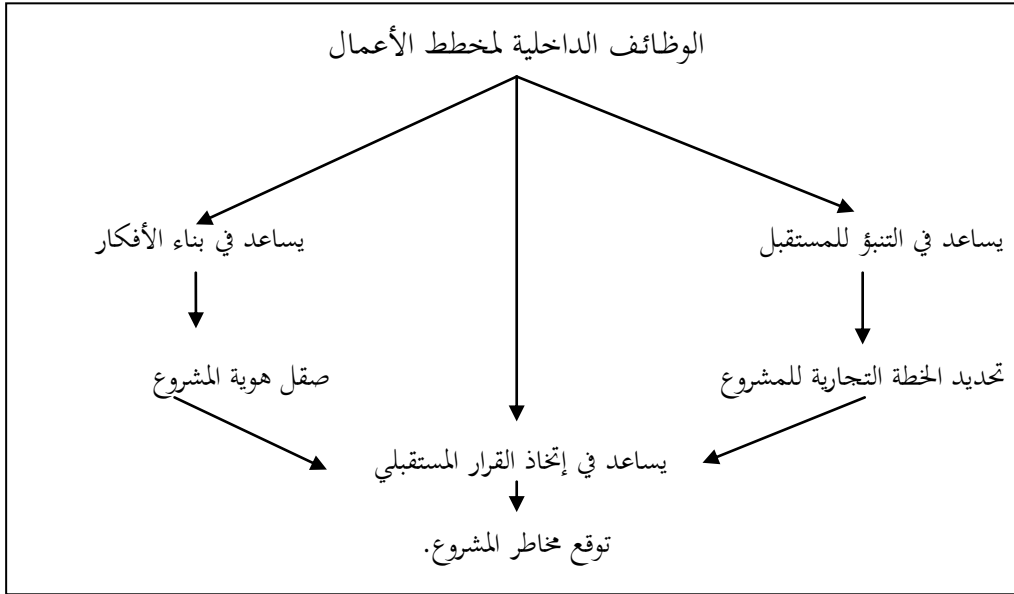 الوظائف الداخلية لمخطط الأعمال
يساعد في التنبؤ للمستقبل
يساعد في بناء الأفكار
تحديد الخطة التجارية للمشروع
صقل هوية المشروع
يساعد في إتخاذ القرار المستقبلي
توقع مخاطر المشروع.